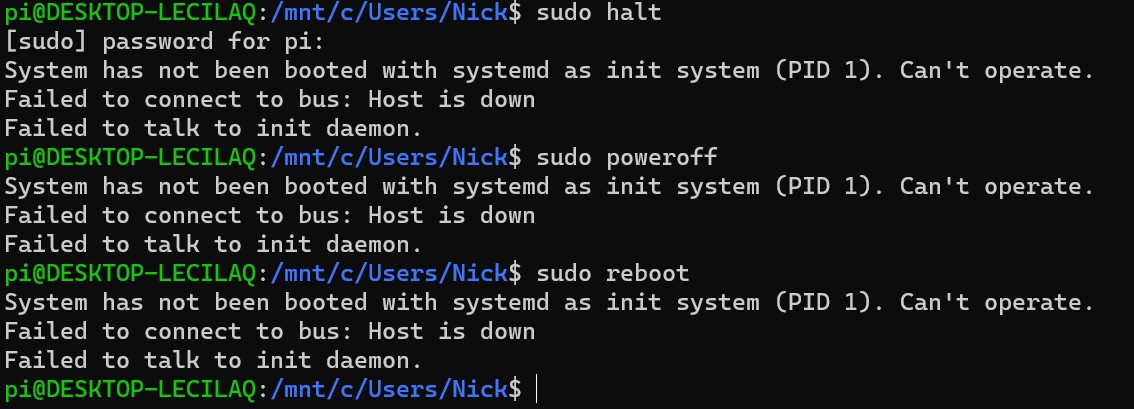 pi@DESKTOP-LECILAQ:/mnt/c/Users/Nick$ sudo halt
[sudo] password for pi:
System has not been booted with systemd as init system (PID 1). Can't operate.
Failed to connect to bus: Host is down
Failed to talk to init daemon.
pi@DESKTOP-LECILAQ:/mnt/c/Users/Nick$ sudo poweroff
System has not been booted with systemd as init system (PID 1). Can't operate.
Failed to connect to bus: Host is down
Failed to talk to init daemon.
pi@DESKTOP-LECILAQ:/mnt/c/Users/Nick$ sudo reboot
System has not been booted with systemd as init system (PID 1). Can't operate.
Failed to connect to bus: Host is down
Failed to talk to init daemon.
pi@DESKTOP-LECILAQ:/mnt/c/Users/Nick$